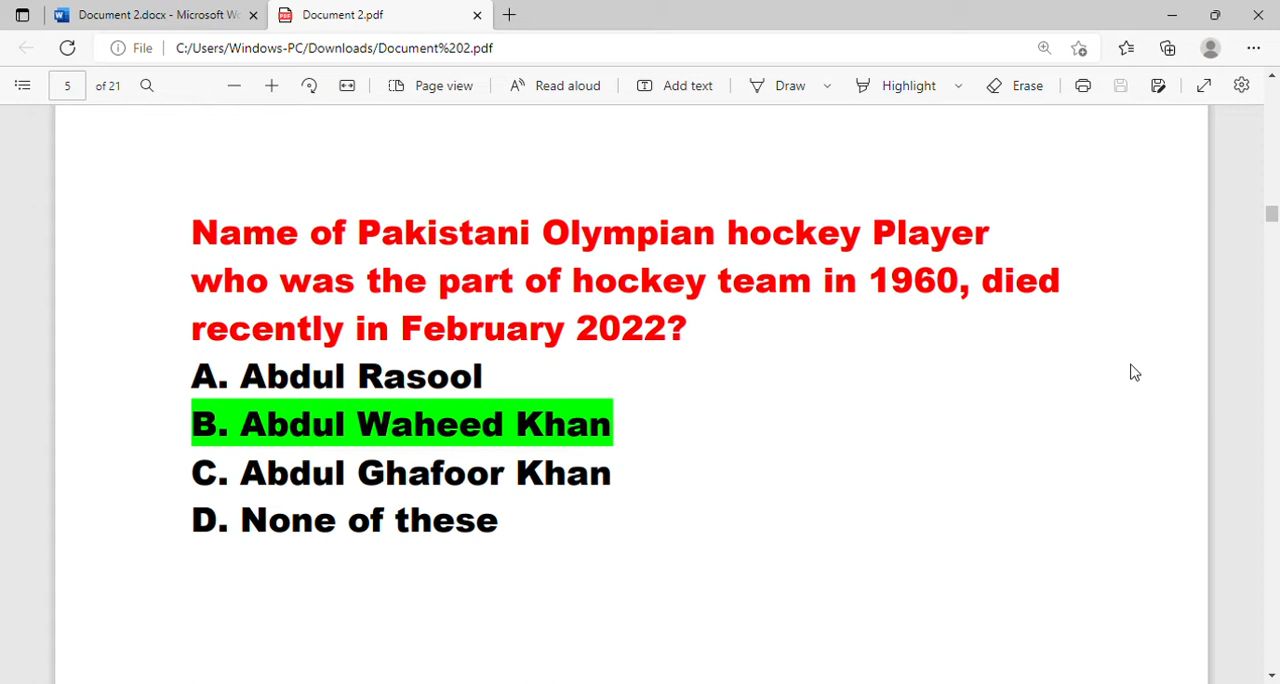 Document 2.docx - Microsoft W
Document 2.pdf
File
C:/Users/Windows-PC/Downloads/Document%202.pdf
5 of 21
Page view
Read aloud
Add text
Draw
Highlight
Erase
Name of Pakistani Olympian hockey Player
who was the part of hockey team in 1960, died
recently in February 2022?
A. Abdul Rasool
B. Abdul Waheed Khan
C. Abdul Ghafoor Khan
D. None of these